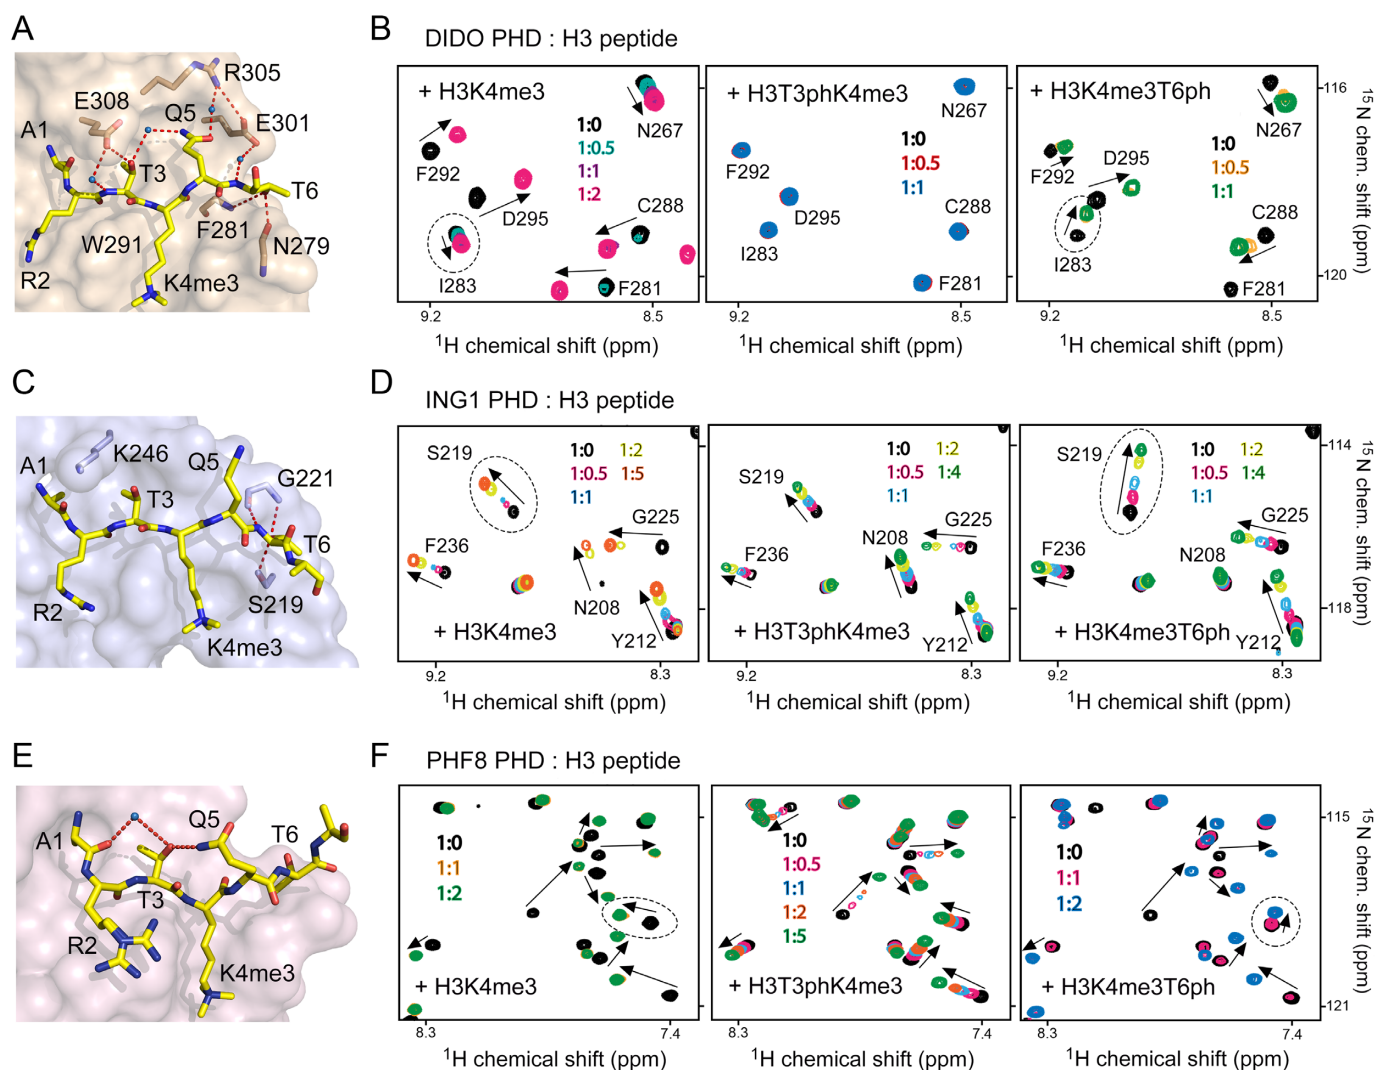 A
R305
E308
Q5
E301
A1
T3
T6
F281
W291
N279
R2
K4me3
B
DIDO PHD : H3 peptide
+ H3K4me3
N267
1:0
1:0.5
1:1
1:2
F292
D295
C288
I283
F281
9.2
8.5
¹H chemical shift (ppm)
+ H3T3phK4me3
N267
1:0
1:0.5
1:1
F292
D295
C288
I283
F281
9.2
8.5
¹H chemical shift (ppm)
+ H3K4me3T6ph
N267
1:0
1:0.5
1:1
F292
D295
C288
I283
F281
9.2
8.5
¹H chemical shift (ppm)
116
120
¹⁵N chem. shift (ppm)
C
K246
Q5
A1
G221
T3
T6
R2
S219
K4me3
D
ING1 PHD : H3 peptide
S219
1:0
1:2
1:0.5
1:5
1:1
G225
F236
N208
+ H3K4me3
Y212
9.2
8.3
¹H chemical shift (ppm)
1:0
1:2
1:0.5
1:4
1:1
S219
G225
N208
F236
+ H3T3phK4me3
Y212
9.2
8.3
¹H chemical shift (ppm)
S219
1:0
1:2
1:0.5
1:4
1:1
G225
F236
N208
+ H3K4me3T6ph
Y212
9.2
8.3
¹H chemical shift (ppm)
114
118
¹⁵N chem. shift (ppm)
E
Q5
A1
T6
T3
R2
K4me3
F
PHF8 PHD : H3 peptide
1:0
1:1
1:2
+ H3K4me3
8.3
7.4
¹H chemical shift (ppm)
1:0
1:0.5
1:1
1:2
1:5
+ H3T3phK4me3
8.3
7.4
¹H chemical shift (ppm)
1:0
1:1
1:2
+ H3K4me3T6ph
8.3
7.4
¹H chemical shift (ppm)
115
121
¹⁵N chem. shift (ppm)